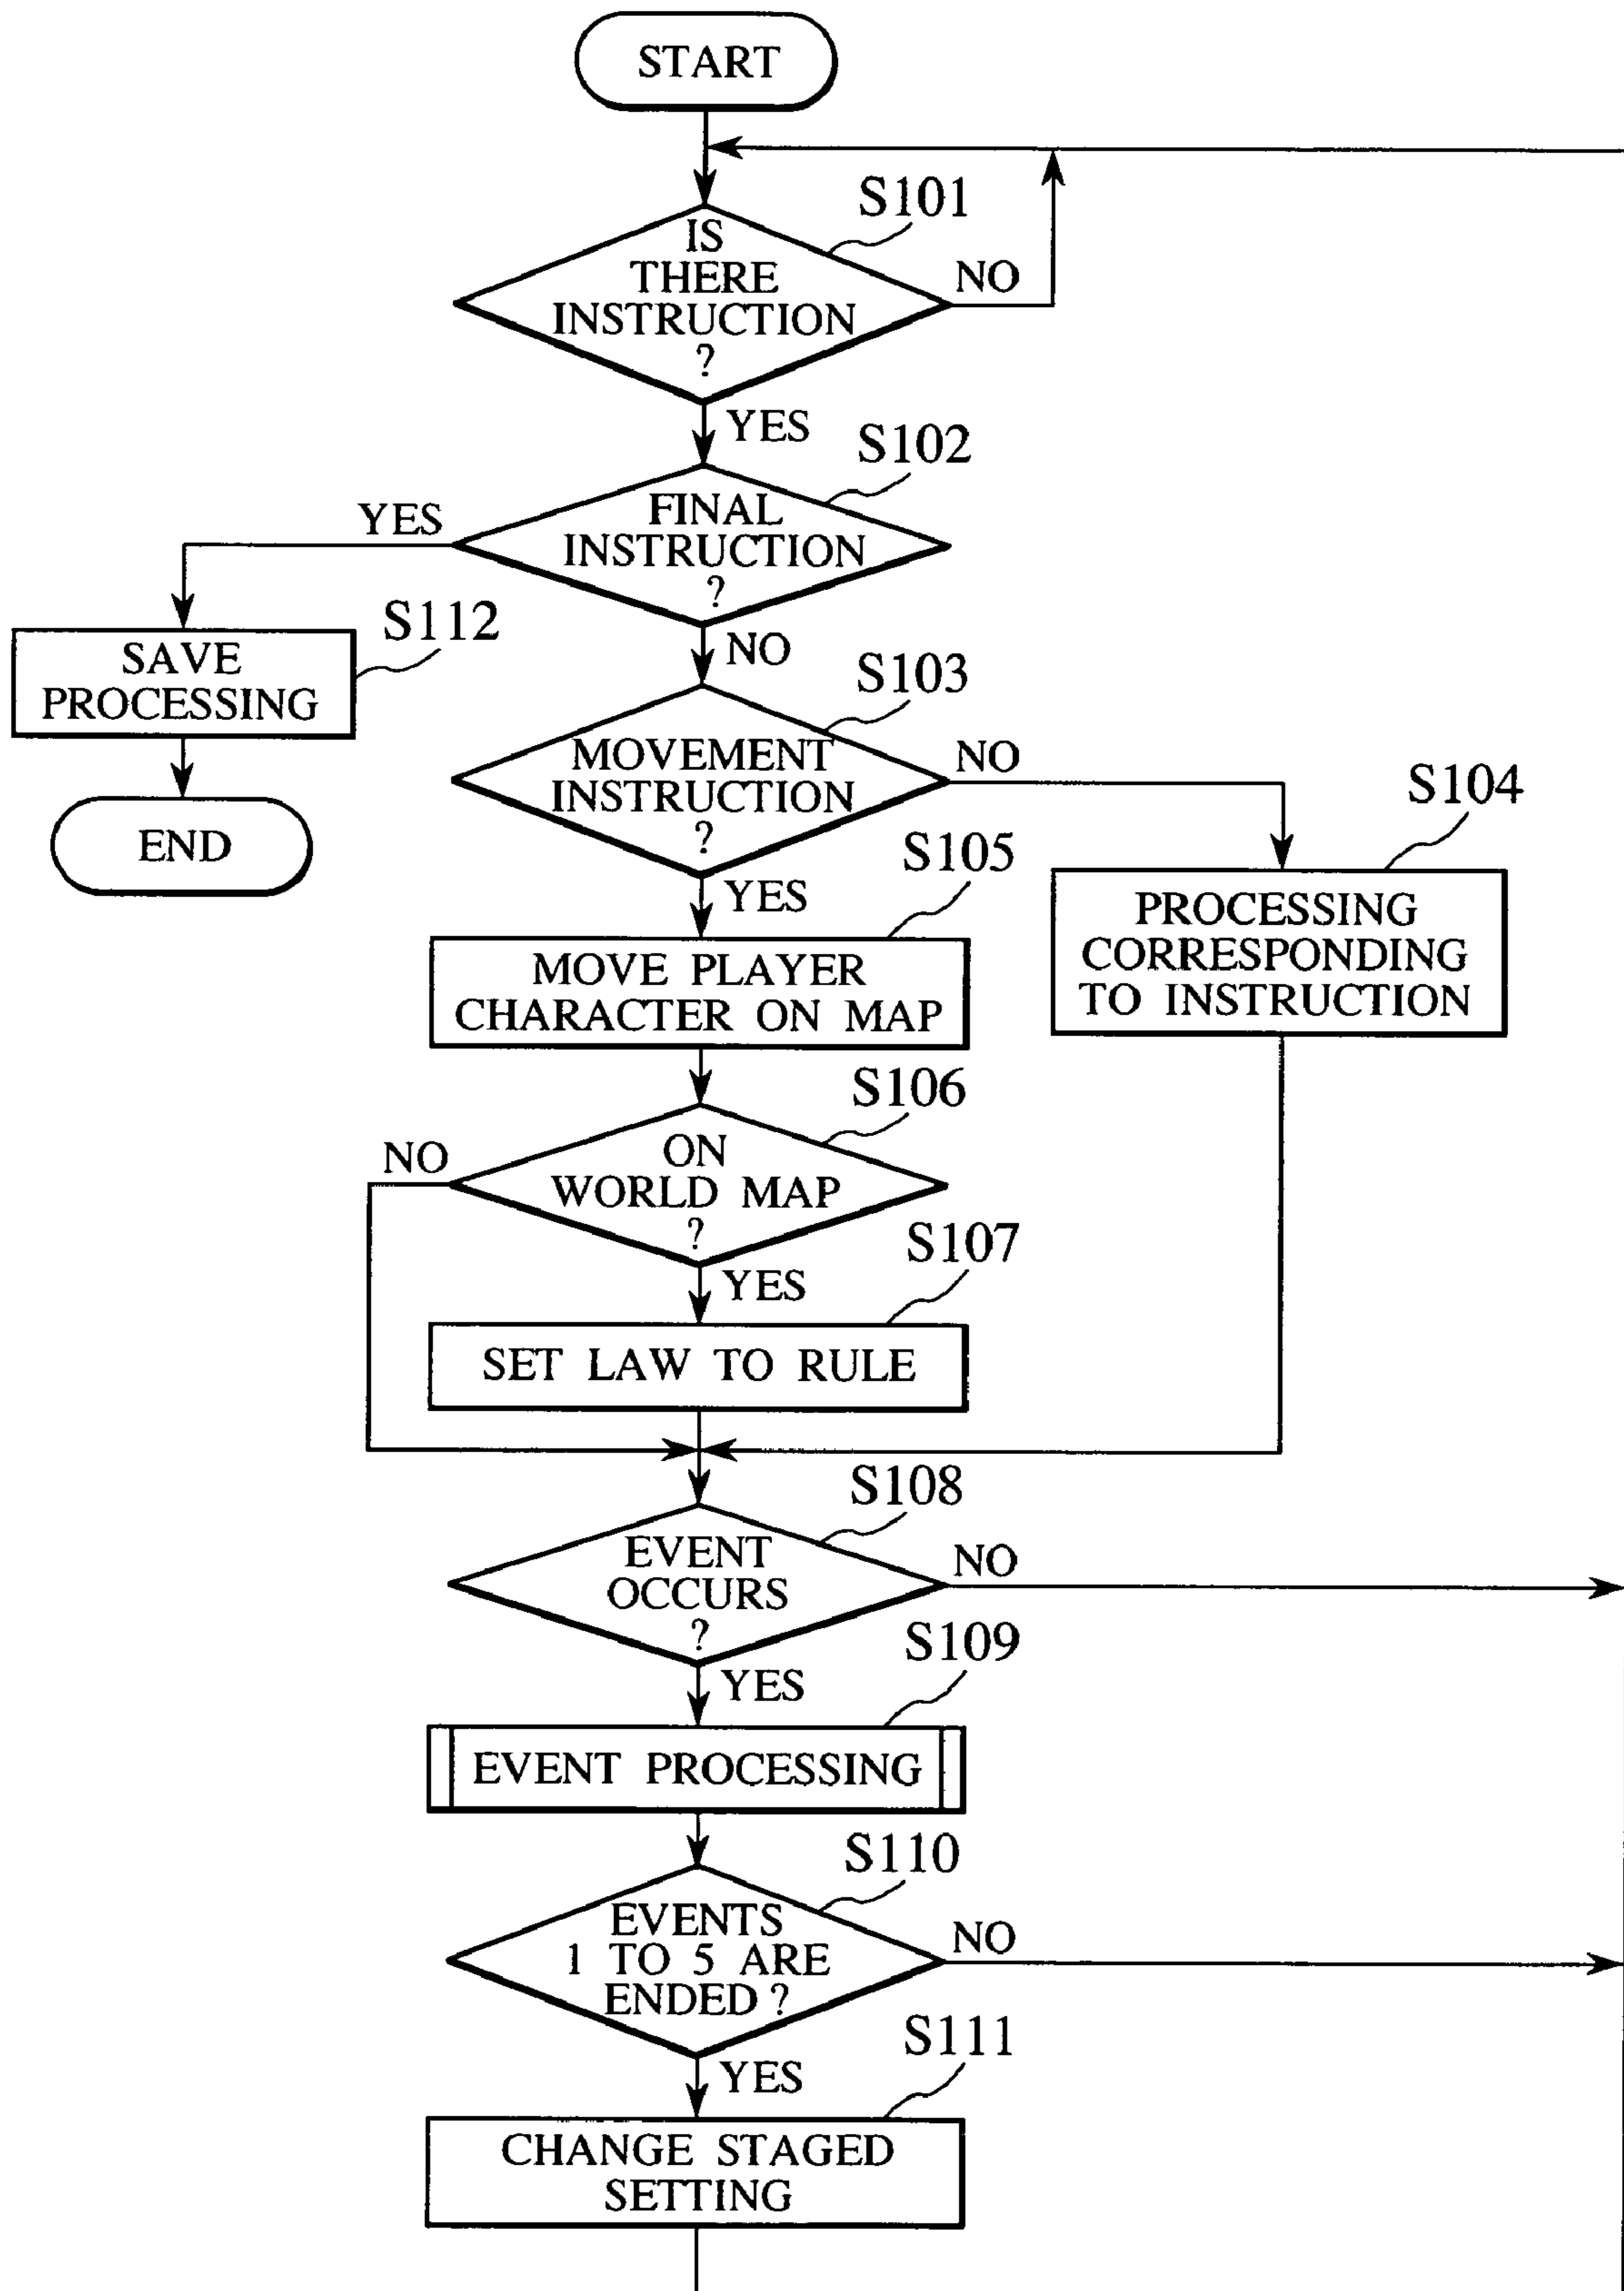 START
S101
IS
THERE
INSTRUCTION
?
NO
YES
S102
FINAL
INSTRUCTION
?
YES
NO
S112
SAVE
PROCESSING
END
S103
MOVEMENT
INSTRUCTION
?
NO
YES
S104
PROCESSING
CORRESPONDING
TO INSTRUCTION
S105
MOVE PLAYER
CHARACTER ON MAP
S106
ON
WORLD MAP
?
NO
YES
S107
SET LAW TO RULE
S108
EVENT
OCCURS
?
NO
YES
S109
EVENT PROCESSING
S110
EVENTS
1 TO 5 ARE
ENDED ?
NO
YES
S111
CHANGE STAGED
SETTING